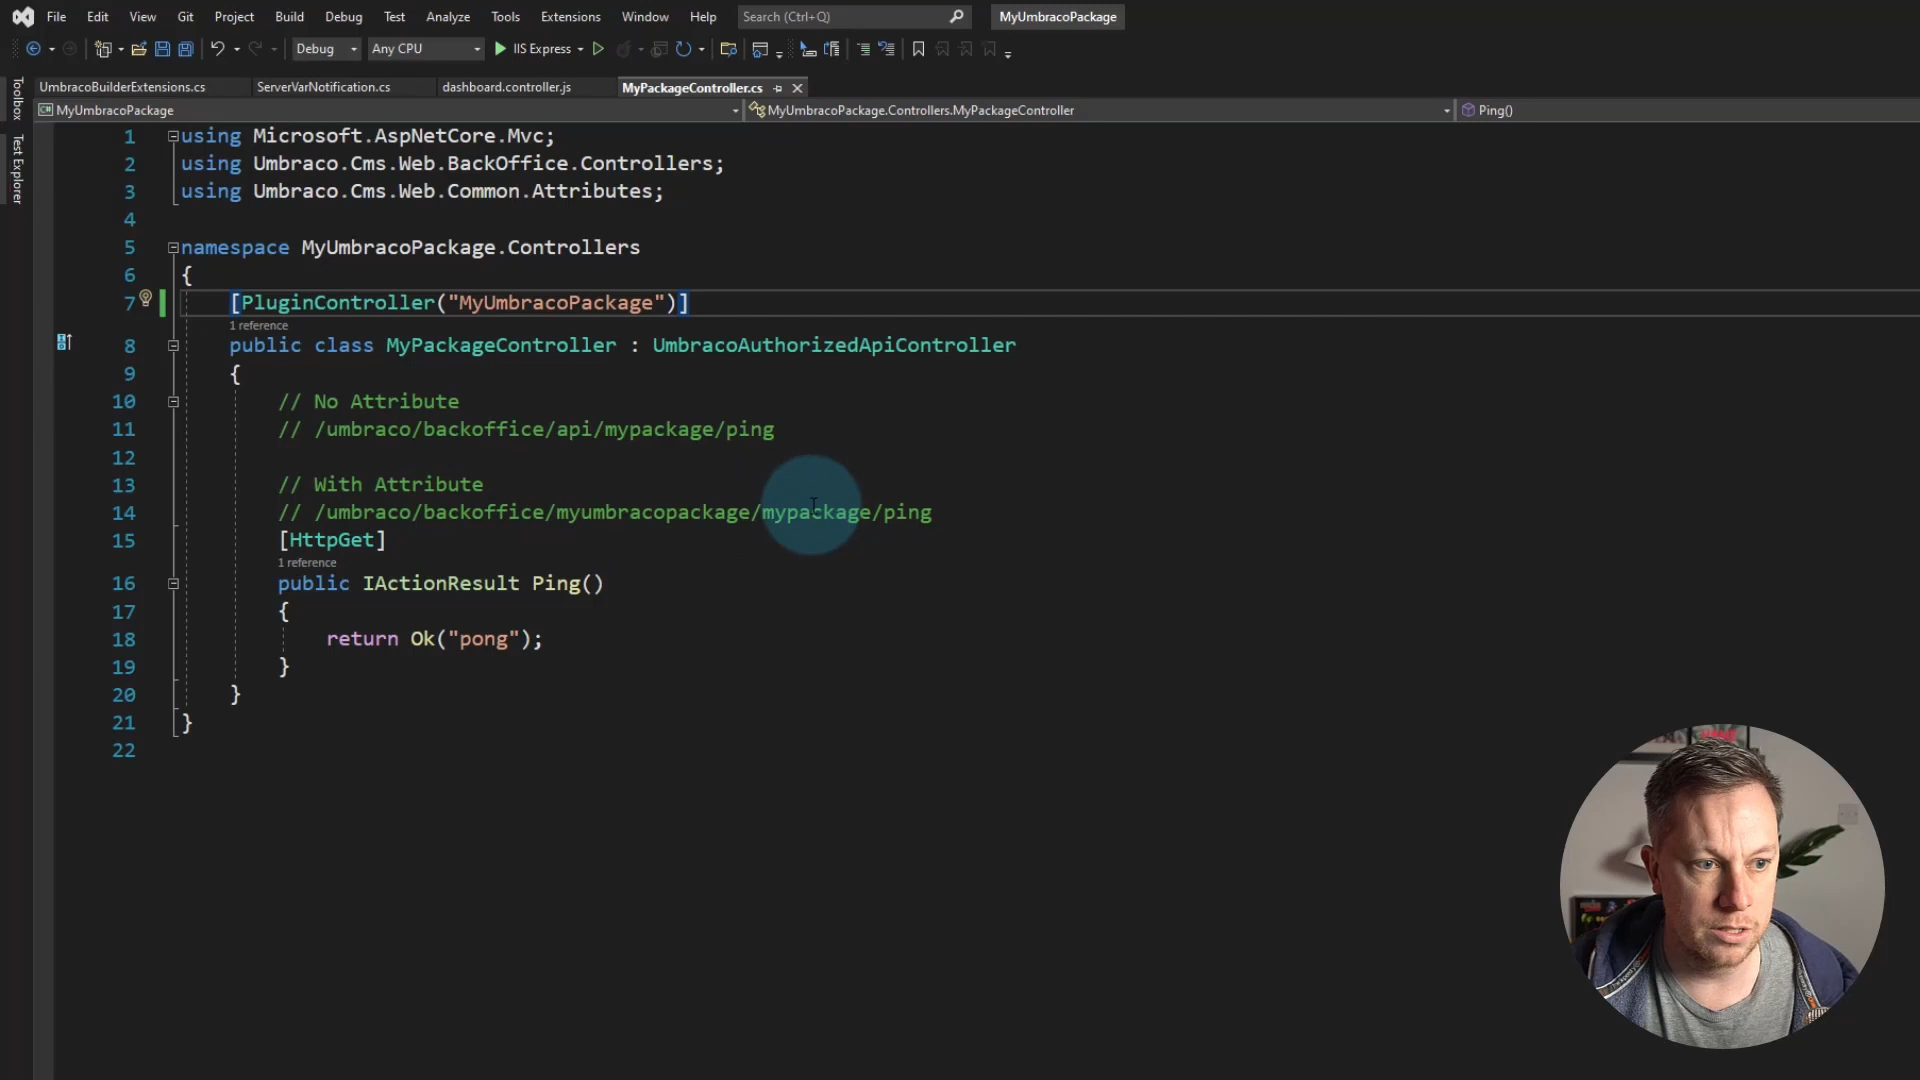 File Edit View Git Project Build Debug Test Analyze Tools Extensions Window Help Search (Ctrl+Q) MyUmbracoPackage
Debug Any CPU IIS Express
Toolbox
Test Explorer
UmbracoBuilderExtensions.cs ServerVarNotification.cs dashboard.controller.js MyPackageController.cs
C# MyUmbracoPackage MyUmbracoPackage.Controllers.MyPackageController Ping()
1 using Microsoft.AspNetCore.Mvc;
2 using Umbraco.Cms.Web.BackOffice.Controllers;
3 using Umbraco.Cms.Web.Common.Attributes;
4
5 namespace MyUmbracoPackage.Controllers
6 {
7 [PluginController("MyUmbracoPackage")]
1 reference
8 public class MyPackageController : UmbracoAuthorizedApiController
9 {
10 // No Attribute
11 // /umbraco/backoffice/api/mypackage/ping
12
13 // With Attribute
14 // /umbraco/backoffice/myumbracopackage/mypackage/ping
15 [HttpGet]
1 reference
16 public IActionResult Ping()
17 {
18 return Ok("pong");
19 }
20 }
21 }
22